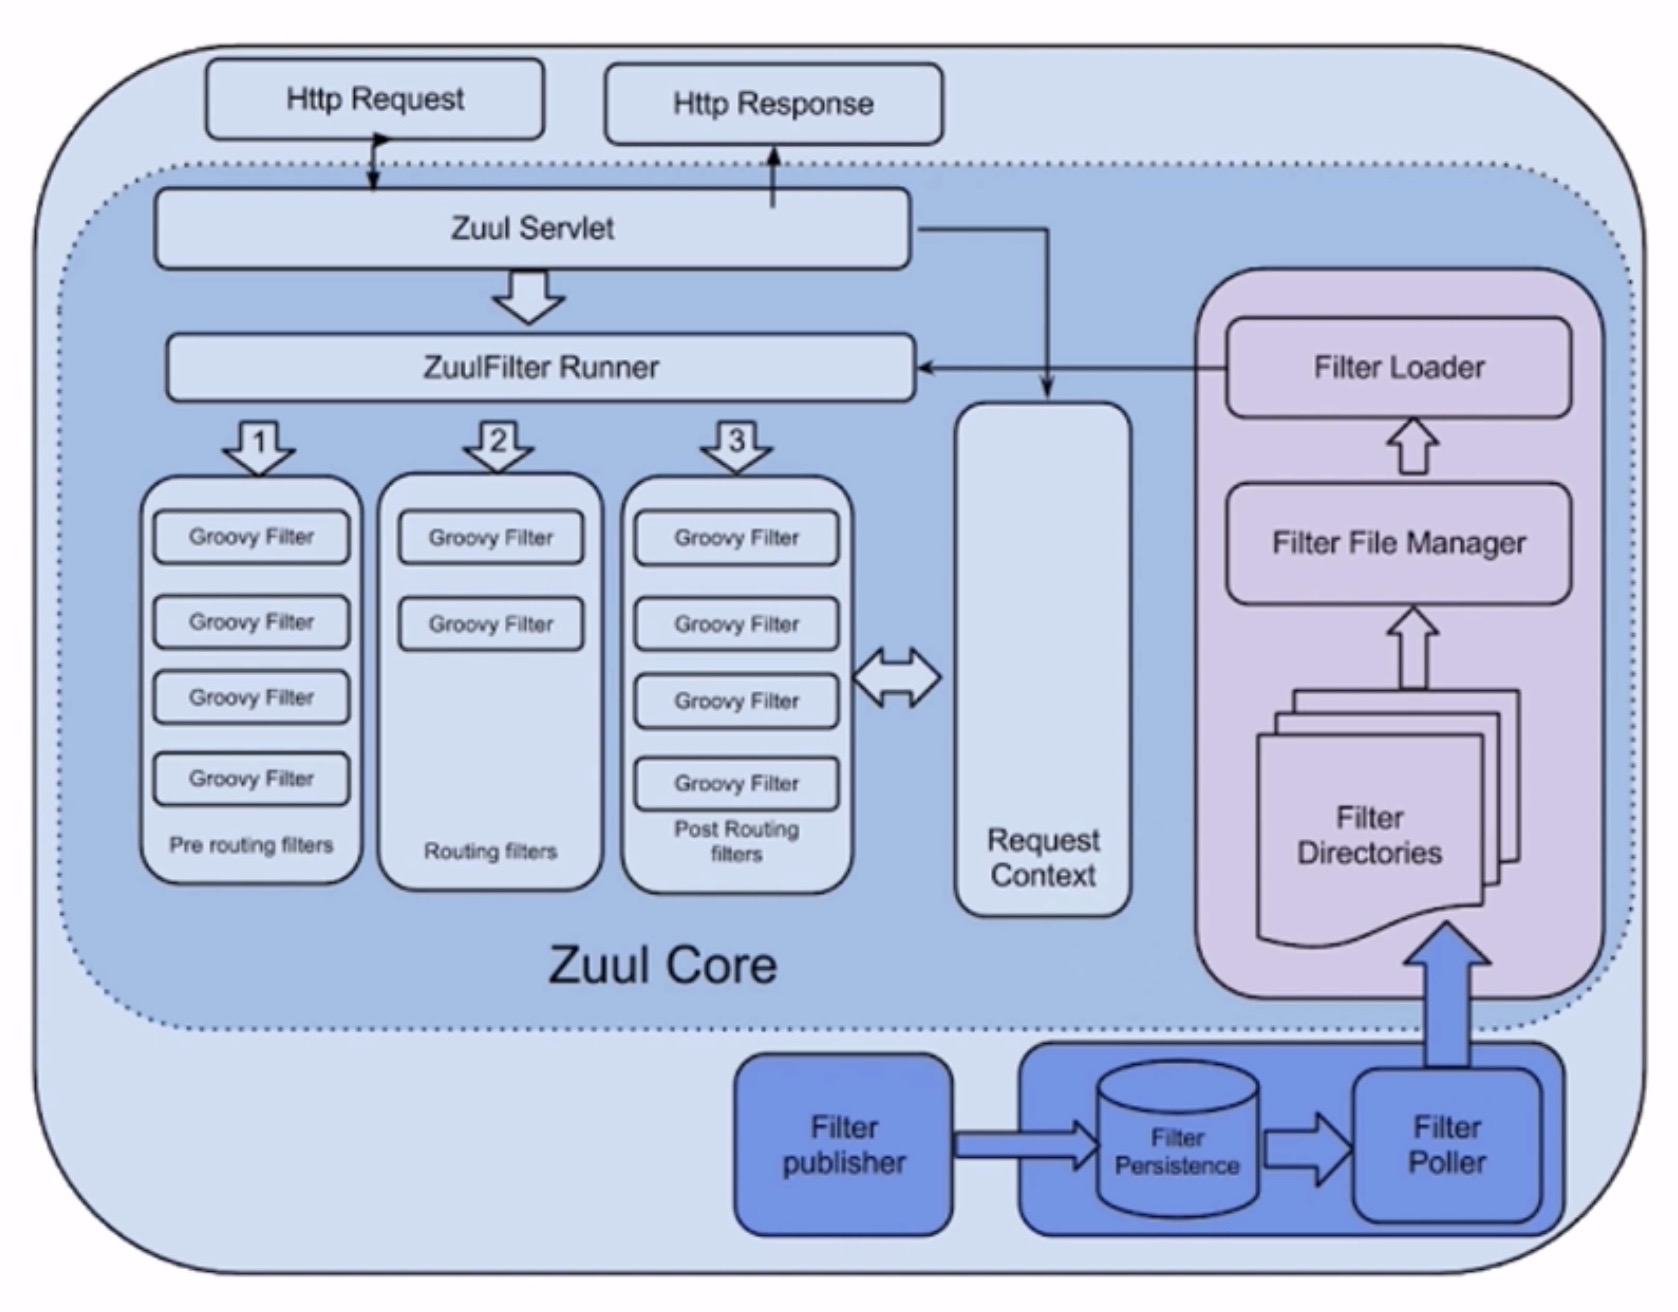 Http Request
Http Response
Zuul Servlet
ZuulFilter Runner
Filter Loader
1
2
3
Filter File Manager
Groovy Filter
Groovy Filter
Groovy Filter
Groovy Filter
Pre routing filters
Groovy Filter
Groovy Filter
Routing filters
Groovy Filter
Groovy Filter
Groovy Filter
Groovy Filter
Post Routing
filters
Request
Context
Filter
Directories
Zuul Core
Filter
publisher
Filter
Persistence
Filter
Poller